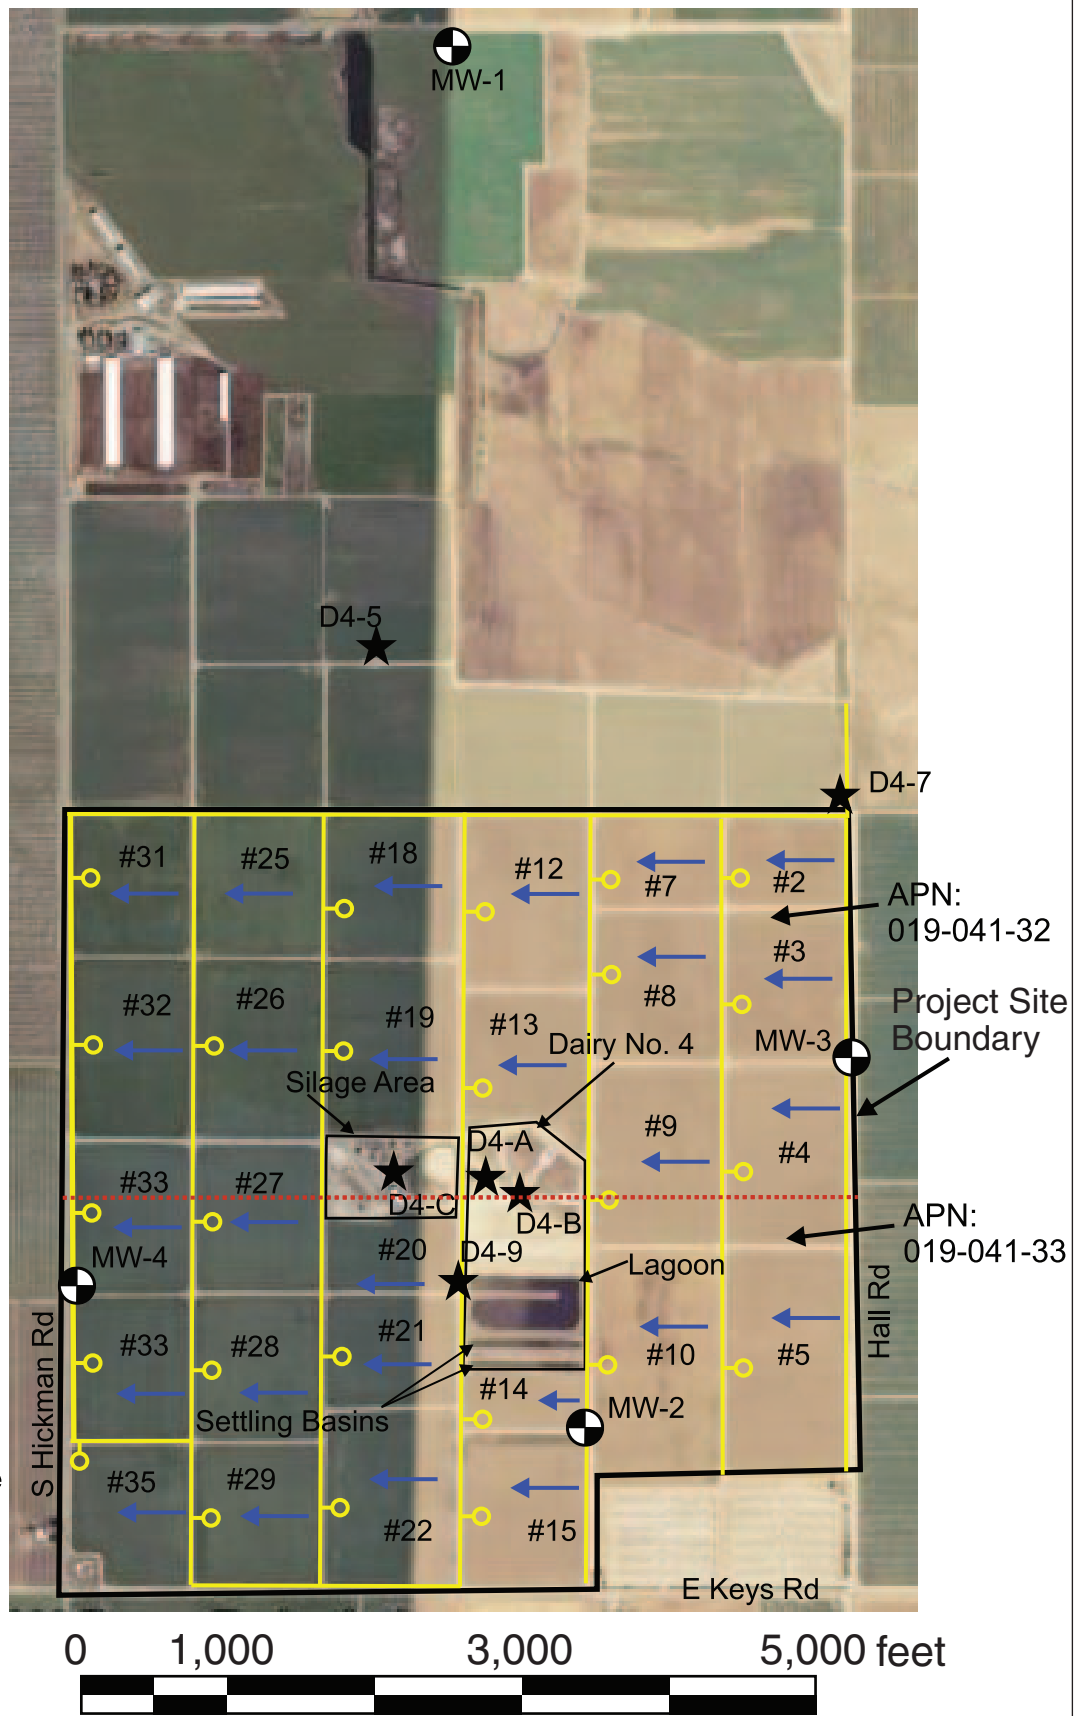 MW-1
D4-5
D4-7
#31
#25
#18
#12
#7
#2
APN:
019-041-32
#3
#32
#26
#19
#13
#8
Project Site
Boundary
MW-3
Dairy No. 4
Silage Area
#9
D4-A
#4
#33
#27
D4-C
D4-B
APN:
019-041-33
MW-4
#20
D4-9
Lagoon
Hall Rd
#33
#28
#21
#10
#5
S Hickman Rd
Settling Basins
#14
MW-2
#35
#29
#22
#15
E Keys Rd
0 1,000 3,000 5,000 feet